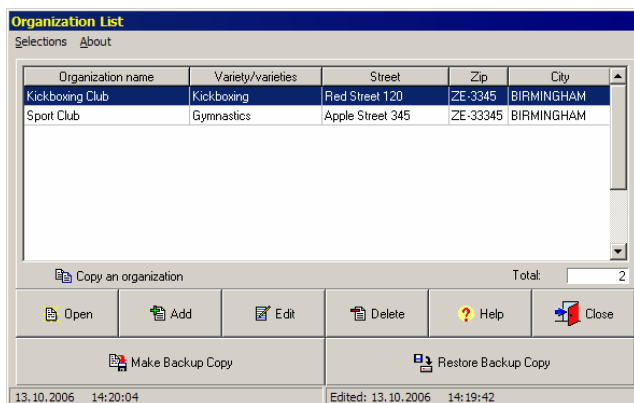 Organization List
Selections About
Organization name Variety/varieties Street Zip City
Kickboxing Club Kickboxing Red Street 120 ZE-3345 BIRMINGHAM
Sport Club Gymnastics Apple Street 345 ZE-33345 BIRMINGHAM
Copy an organization Total: 2
Open Add Edit Delete Help Close
Make Backup Copy Restore Backup Copy
13.10.2006 14:20:04 Edited: 13.10.2006 14:19:42